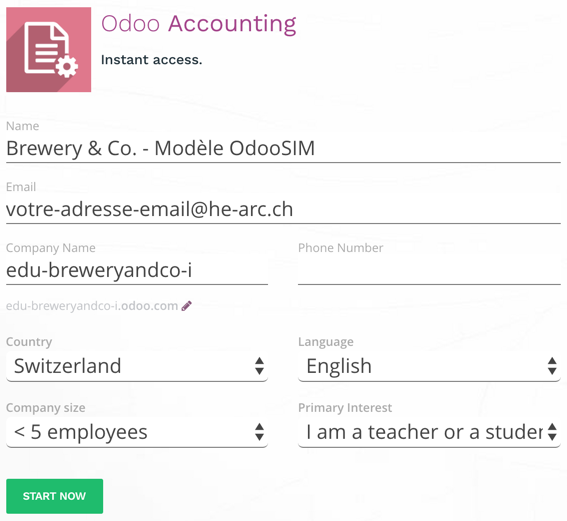 Odoo Accounting
Instant access.
Name
Brewery & Co. - Modèle OdooSIM
Email
votre-adresse-email@he-arc.ch
Company Name
Phone Number
edu-breweryandco-i
edu-breweryandco-i.odoo.com
Country
Language
Switzerland
English
Company size
Primary Interest
< 5 employees
I am a teacher or a studen
START NOW